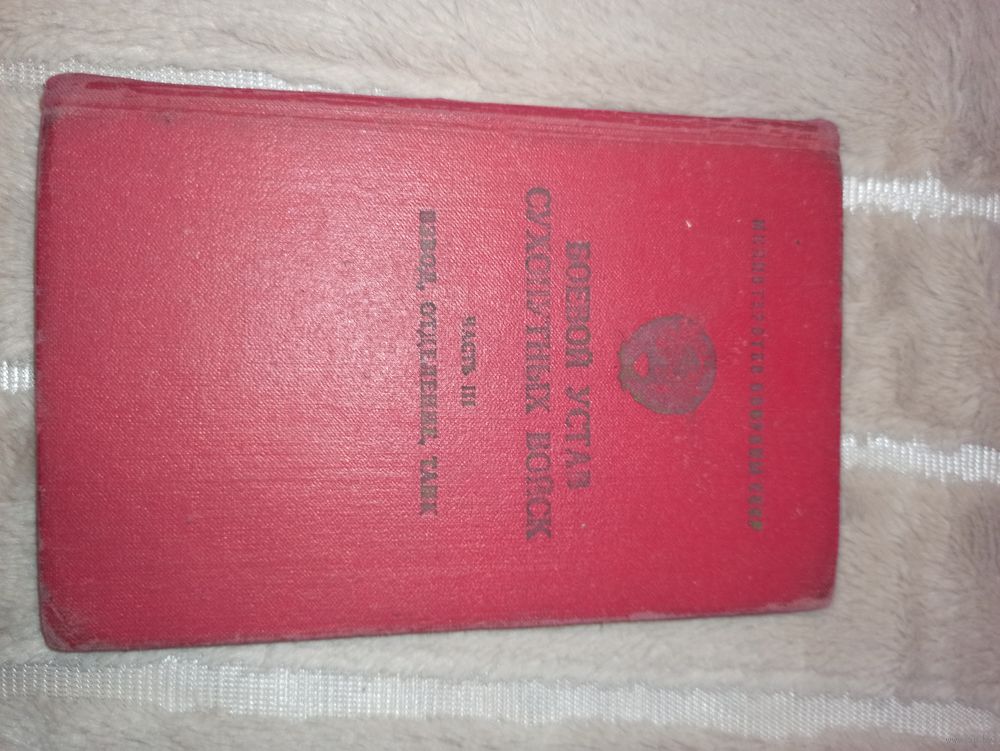 МИНИСТЕРСТВО ОБОРОНЫ СССР
БОЕВОЙ УСТАВ
СУХОПУТНЫХ ВОЙСК
ЧАСТЬ III
ВЗВОД, ОТДЕЛЕНИЕ, ТАНК